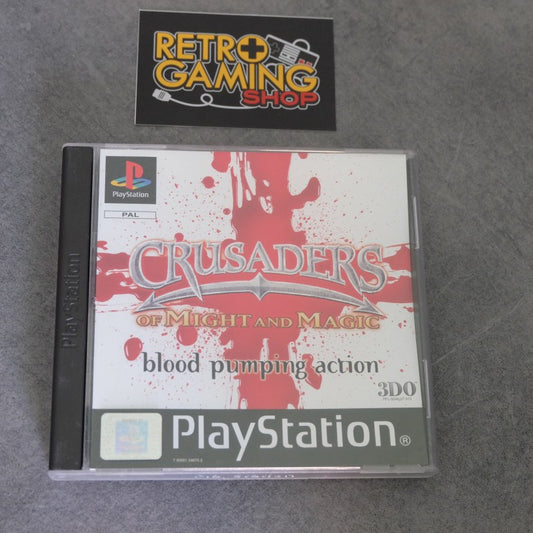 RETRO
GAMING
SHOP
PlayStation
PAL
PlayStation
CRUSADERS
OF MIGHT AND MAGIC
blood pumping action
3DO
PlayStation®